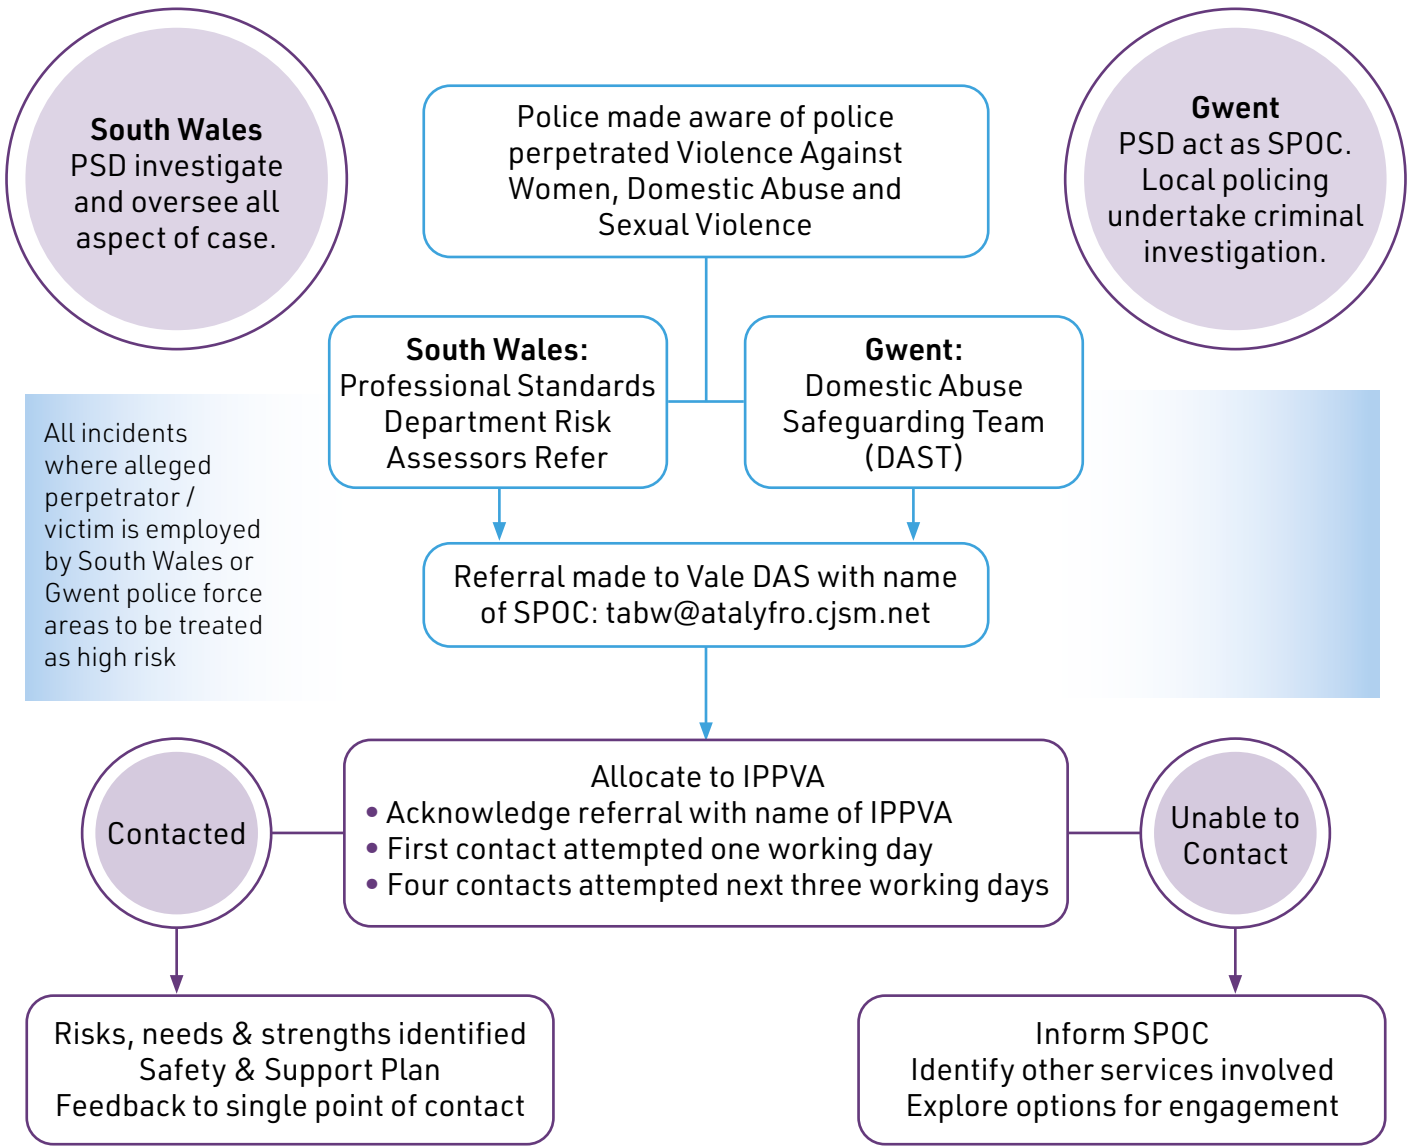 South Wales
PSD investigate
and oversee all
aspect of case.
Police made aware of police
perpetrated Violence Against
Women, Domestic Abuse and
Sexual Violence
Gwent
PSD act as SPOC.
Local policing
undertake criminal
investigation.
South Wales:
Professional Standards
Department Risk
Assessors Refer
Gwent:
Domestic Abuse
Safeguarding Team
(DAST)
All incidents
where alleged
perpetrator /
victim is employed
by South Wales or
Gwent police force
areas to be treated
as high risk
Referral made to Vale DAS with name
of SPOC: tabw@atalyfro.cjsm.net
Contacted
Allocate to IPPVA
• Acknowledge referral with name of IPPVA
• First contact attempted one working day
• Four contacts attempted next three working days
Unable to
Contact
Risks, needs & strengths identified
Safety & Support Plan
Feedback to single point of contact
Inform SPOC
Identify other services involved
Explore options for engagement